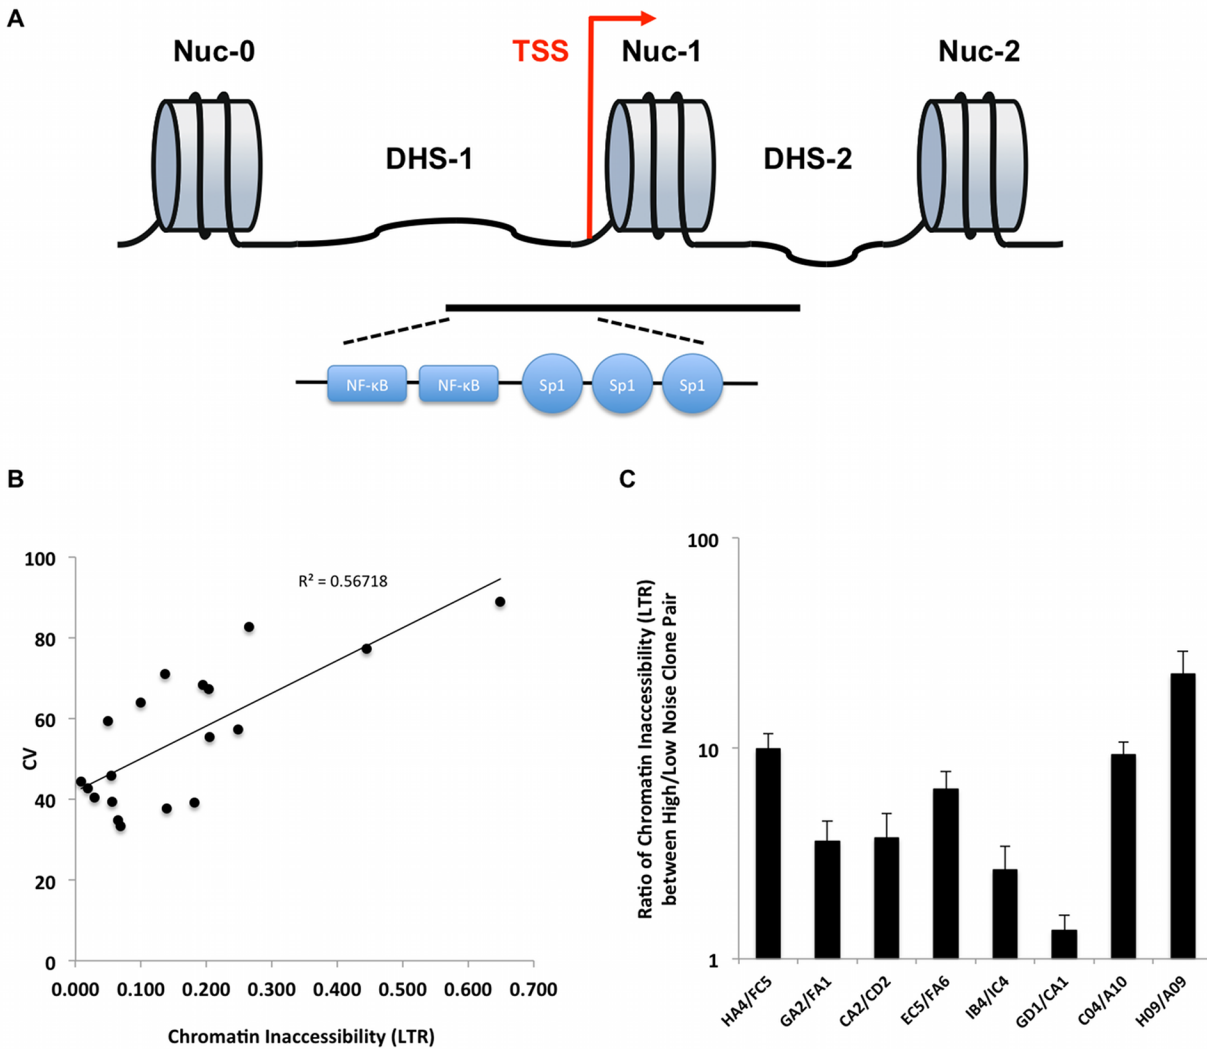 A
Nuc-0
TSS
Nuc-1
Nuc-2
DHS-1
DHS-2
NF-κB
NF-κB
Sp1
Sp1
Sp1
B
100
80
60
40
20
0
CV
R² = 0.56718
0.000
0.100
0.200
0.300
0.400
0.500
0.600
0.700
Chromatin Inaccessibility (LTR)
C
Ratio of Chromatin Inaccessibility (LTR)
between High/Low Noise Clone Pair
100
10
1
HA4/FC5
GA2/FA1
CA2/CD2
EC5/FA6
IB4/IC4
GD1/CA1
C04/A10
H09/A09